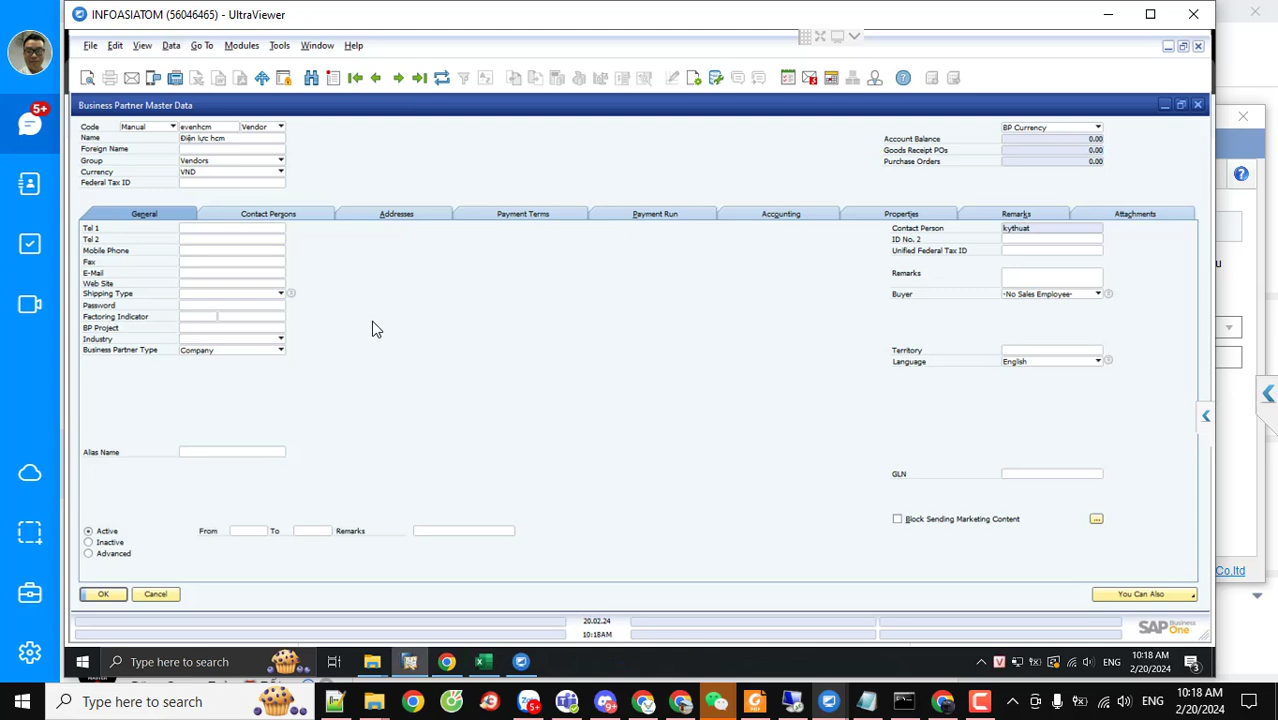 INFOASIATOM (56046465) - UltraViewer
File Edit View Data Go To Modules Tools Window Help
5+
Business Partner Master Data
Code Manual evenhcm Vendor BP Currency
Name Điện lực hcm Account Balance 0.00
Foreign Name Goods Receipt POs 0.00
Group Vendors Purchase Orders 0.00
Currency VND
Federal Tax ID
General Contact Persons Addresses Payment Terms Payment Run Accounting Properties Remarks Attachments
Tel 1 Contact Person kythuat
Tel 2 ID No. 2
Mobile Phone Unified Federal Tax ID
Fax
E-Mail Remarks
Web Site
Shipping Type Buyer -No Sales Employee-
Password
Factoring Indicator
BP Project
Industry
Business Partner Type Company Territory
Language English
Alias Name
GLN
Block Sending Marketing Content ...
Active From To Remarks
Inactive
Advanced
OK Cancel You Can Also
Co,ltd
20.02.24
10:18AM
SAP Business One
Type here to search ENG 10:18 AM 2/20/2024 3
Type here to search 5+ 9+ ENG 10:18 AM 2/20/2024